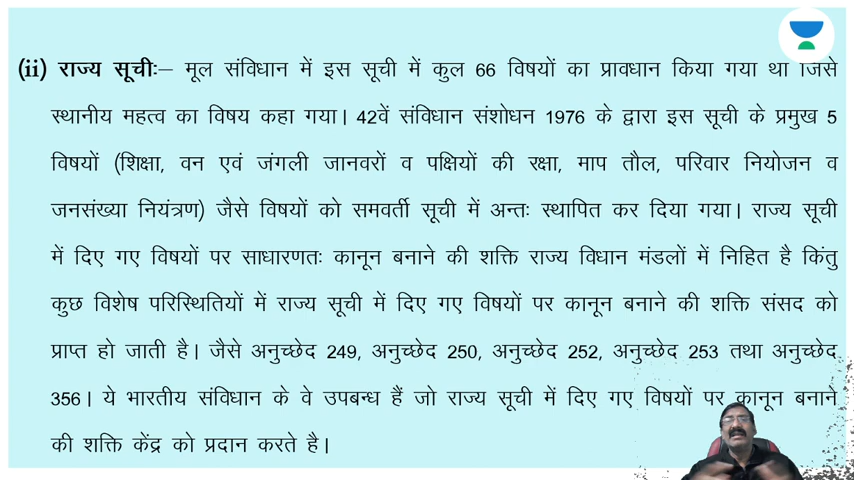 (ii) राज्य सूचीः– मूल संविधान में इस सूची में कुल 66 विषयों का प्रावधान किया गया था जिसे
स्थानीय महत्व का विषय कहा गया। 42वें संविधान संशोधन 1976 के द्वारा इस सूची के प्रमुख 5
विषयों (शिक्षा, वन एवं जंगली जानवरों व पक्षियों की रक्षा, माप तौल, परिवार नियोजन व
जनसंख्या नियंत्रण) जैसे विषयों को समवर्ती सूची में अन्तः स्थापित कर दिया गया। राज्य सूची
में दिए गए विषयों पर साधारणतः कानून बनाने की शक्ति राज्य विधान मंडलों में निहित है किंतु
कुछ विशेष परिस्थितियों में राज्य सूची में दिए गए विषयों पर कानून बनाने की शक्ति संसद को
प्राप्त हो जाती है। जैसे अनुच्छेद 249, अनुच्छेद 250, अनुच्छेद 252, अनुच्छेद 253 तथा अनुच्छेद
356। ये भारतीय संविधान के वे उपबन्ध हैं जो राज्य सूची में दिए गए विषयों पर कानून बनाने
की शक्ति केंद्र को प्रदान करते है।